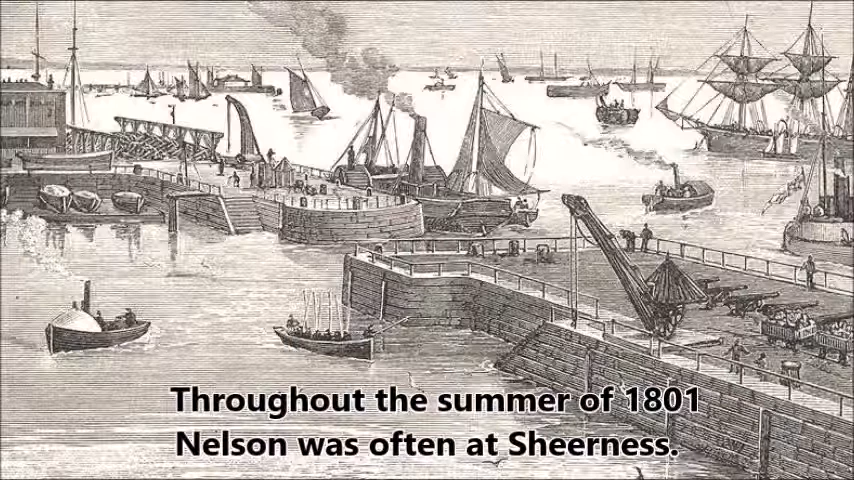 Throughout the summer of 1801
Nelson was often at Sheerness.